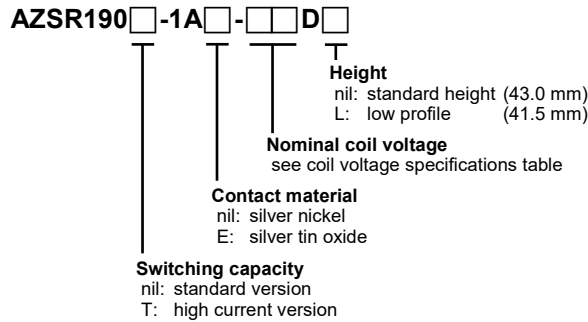 AZSR190□-1A□-□□D□
Height
nil: standard height (43.0 mm)
L: low profile (41.5 mm)
Nominal coil voltage
see coil voltage specifications table
Contact material
nil: silver nickel
E: silver tin oxide
Switching capacity
nil: standard version
T: high current version